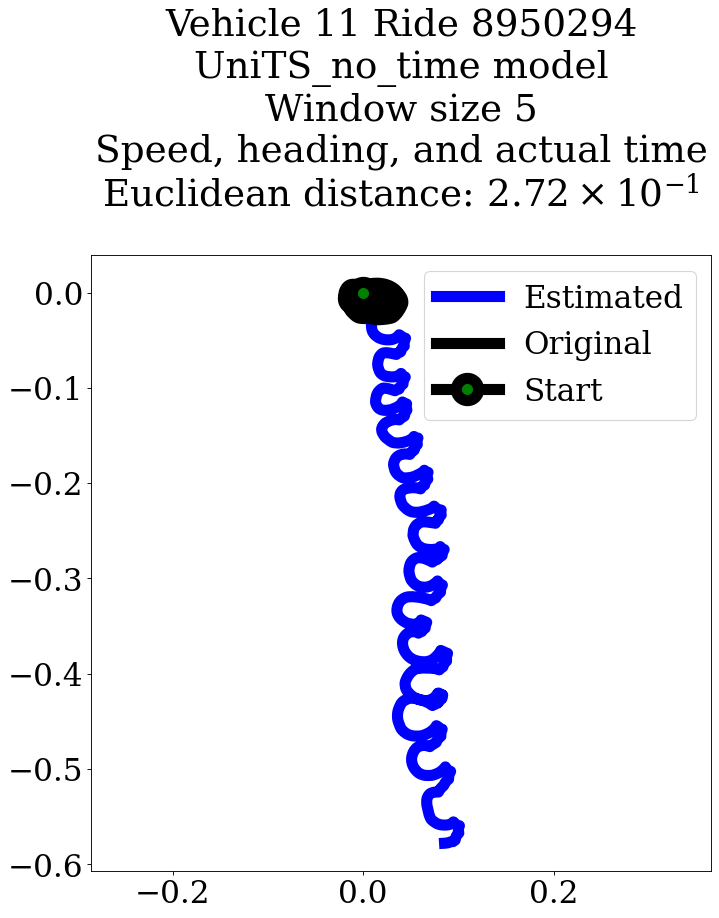 Vehicle 11 Ride 8950294
UniTS_no_time model
Window size 5
Speed, heading, and actual time
Euclidean distance: 2.72 × 10⁻¹
Estimated
Original
Start
0.0
−0.1
−0.2
−0.3
−0.4
−0.5
−0.6
−0.2
0.0
0.2